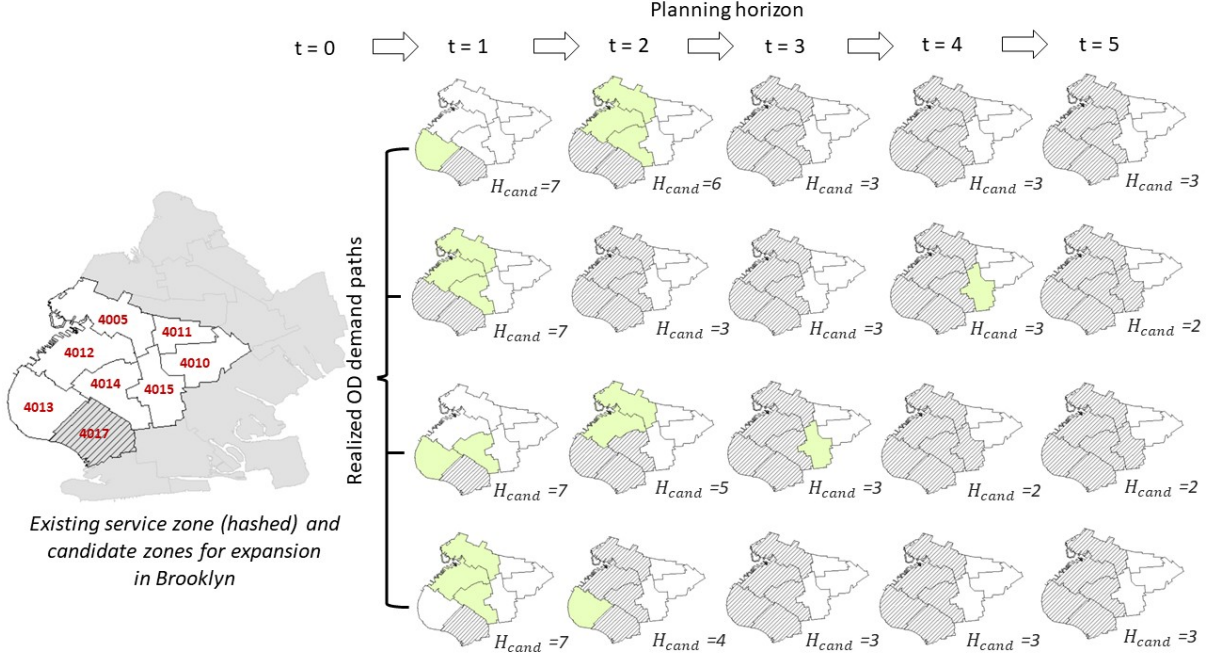 Planning horizon
t = 0
t = 1
t = 2
t = 3
t = 4
t = 5
H_cand =7
H_cand =6
H_cand =3
H_cand =3
H_cand =3
H_cand =7
H_cand =3
H_cand =3
H_cand =3
H_cand =2
H_cand =7
H_cand =5
H_cand =3
H_cand =2
H_cand =2
H_cand =7
H_cand =4
H_cand =3
H_cand =3
H_cand =3
Realized OD demand paths
4005
4011
4012
4010
4014
4015
4013
4017
Existing service zone (hashed) and
candidate zones for expansion
in Brooklyn